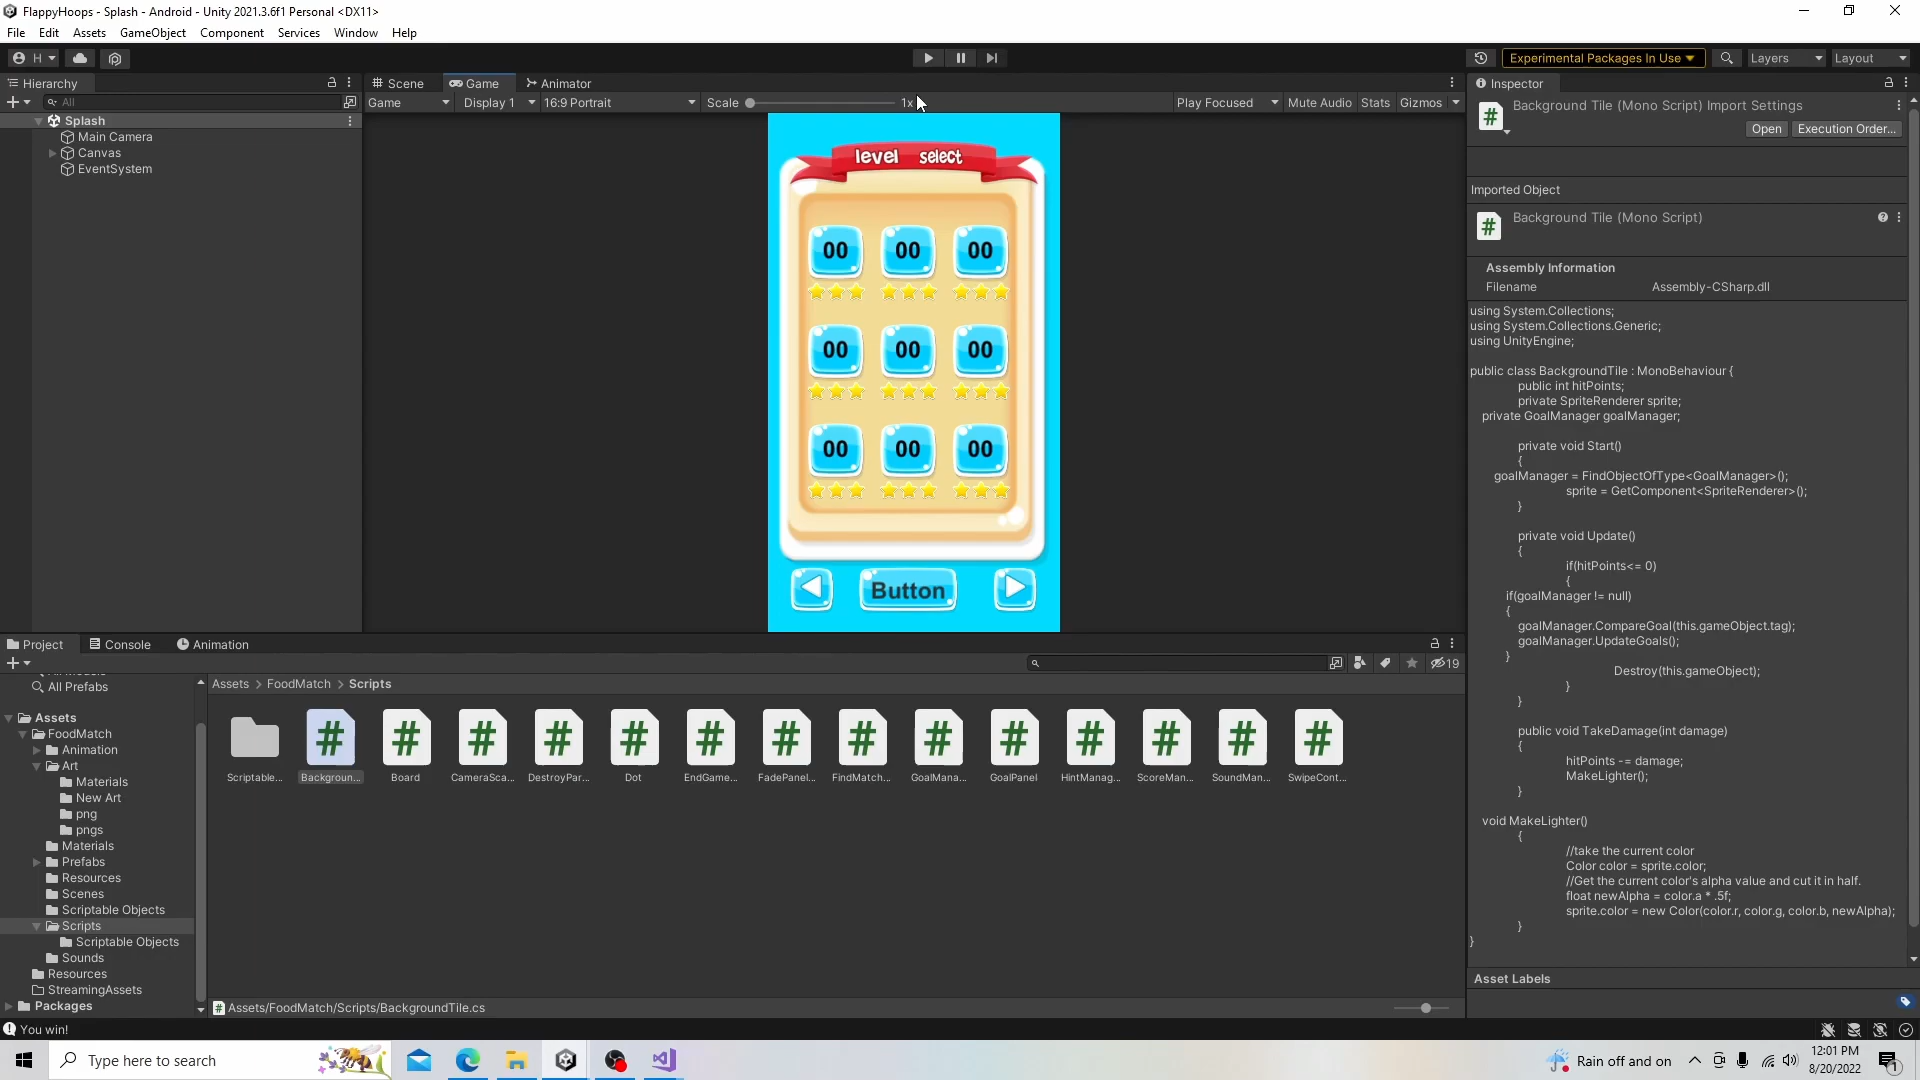 FlappyHoops - Splash - Android - Unity 2021.3.6f1 Personal <DX11>
File Edit Assets GameObject Component Services Window Help
H
Experimental Packages In Use
Layers
Layout
Hierarchy
All
Splash
Main Camera
Canvas
EventSystem
Scene
Game
Animator
Game
Display 1
16:9 Portrait
Scale
1x
Play Focused
Mute Audio
Stats
Gizmos
level select
00 00 00
00 00 00
00 00 00
Button
Inspector
Background Tile (Mono Script) Import Settings
Open
Execution Order...
Imported Object
Background Tile (Mono Script)
Assembly Information
Filename Assembly-CSharp.dll
using System.Collections;
using System.Collections.Generic;
using UnityEngine;
public class BackgroundTile : MonoBehaviour {
public int hitPoints;
private SpriteRenderer sprite;
private GoalManager goalManager;
private void Start()
{
goalManager = FindObjectOfType<GoalManager>();
sprite = GetComponent<SpriteRenderer>();
}
private void Update()
{
if(hitPoints<= 0)
{
if(goalManager != null)
{
goalManager.CompareGoal(this.gameObject.tag);
goalManager.UpdateGoals();
}
Destroy(this.gameObject);
}
}
public void TakeDamage(int damage)
{
hitPoints -= damage;
MakeLighter();
}
void MakeLighter()
{
//take the current color
Color color = sprite.color;
//Get the current color's alpha value and cut it in half.
float newAlpha = color.a * .5f;
sprite.color = new Color(color.r, color.g, color.b, newAlpha);
}
}
Asset Labels
Project
Console
Animation
19
All Prefabs
Assets
FoodMatch
Animation
Art
Materials
New Art
png
pngs
Materials
Prefabs
Resources
Scenes
Scriptable Objects
Scripts
Scriptable Objects
Sounds
Resources
StreamingAssets
Packages
Assets > FoodMatch > Scripts
Scriptable...
Backgroun...
Board
CameraSca...
DestroyPar...
Dot
EndGame...
FadePanel...
FindMatch...
GoalMana...
GoalPanel
HintManag...
ScoreMan...
SoundMan...
SwipeCont...
Assets/FoodMatch/Scripts/BackgroundTile.cs
You win!
Type here to search
Rain off and on
12:01 PM
8/20/2022
1